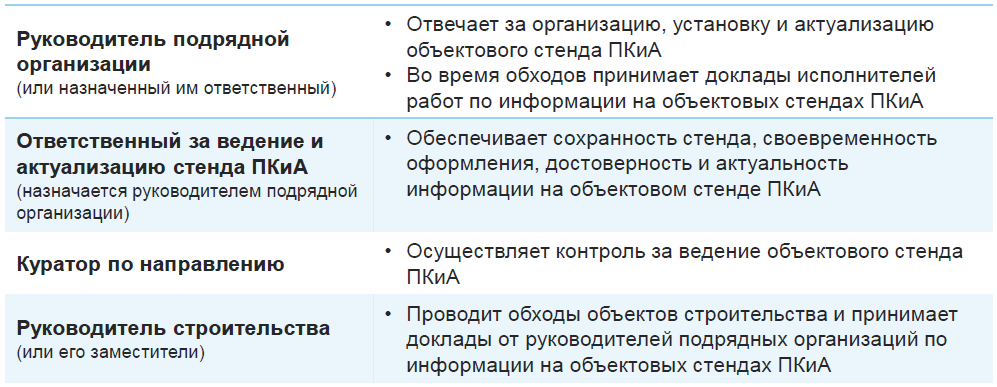 Руководитель подрядной
организации
(или назначенный им ответственный)
• Отвечает за организацию, установку и актуализацию
объектового стенда ПКиА
• Во время обходов принимает доклады исполнителей
работ по информации на объектовых стендах ПКиА
Ответственный за ведение и
актуализацию стенда ПКиА
(назначается руководителем подрядной
организации)
• Обеспечивает сохранность стенда, своевременность
оформления, достоверность и актуальность
информации на объектовом стенде ПКиА
Куратор по направлению
• Осуществляет контроль за ведение объектового стенда
ПКиА
Руководитель строительства
(или его заместители)
• Проводит обходы объектов строительства и принимает
доклады от руководителей подрядных организаций по
информации на объектовых стендах ПКиА